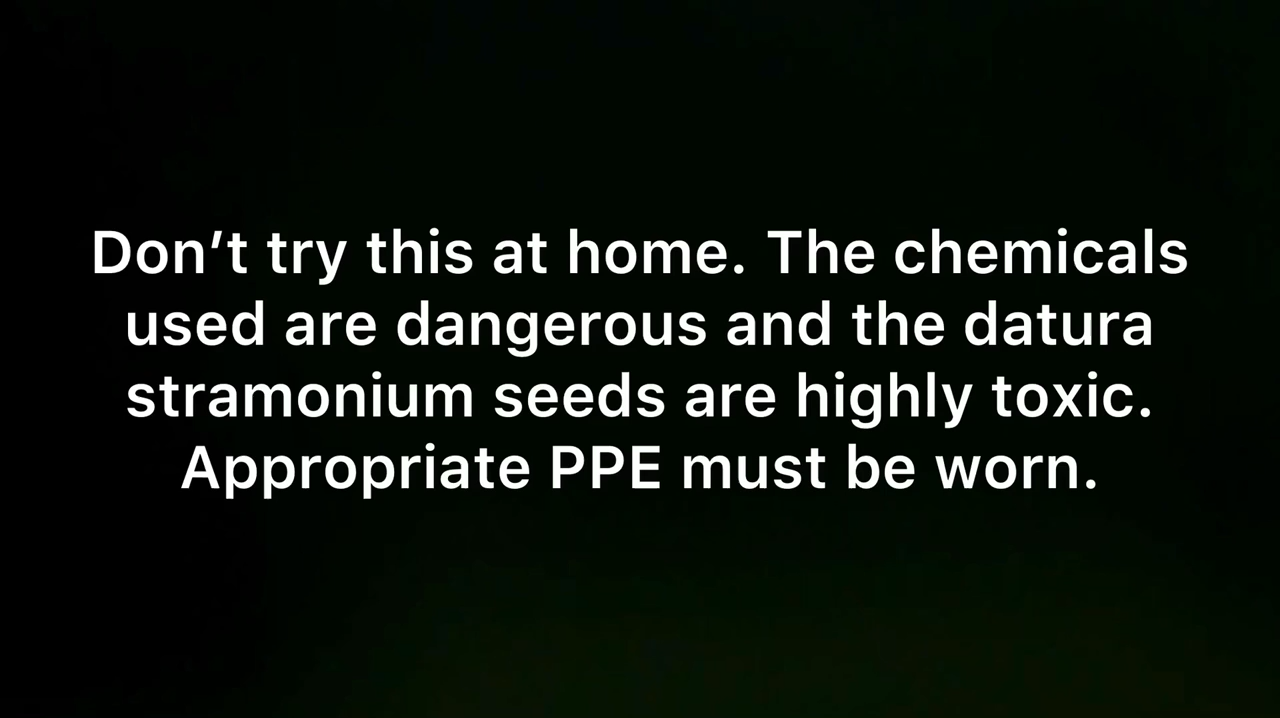 Don’t try this at home. The chemicals
used are dangerous and the datura
stramonium seeds are highly toxic.
Appropriate PPE must be worn.